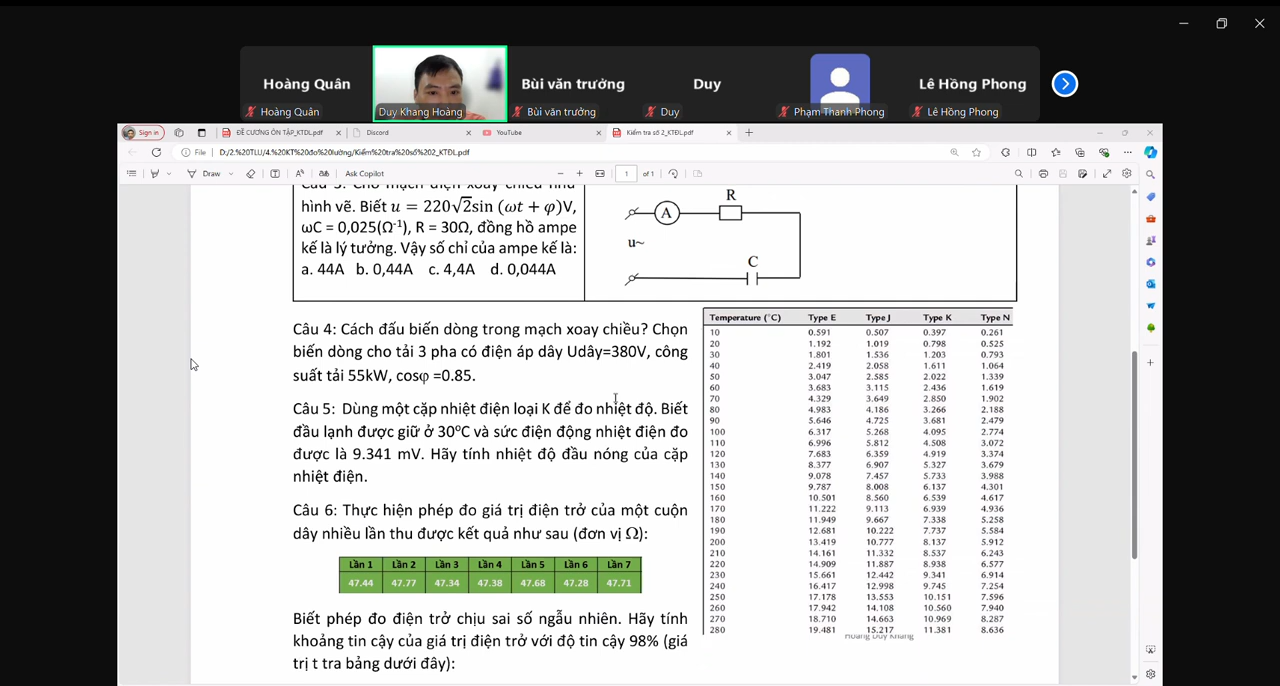 Hoàng Quân
Bùi văn trưởng
Duy
Lê Hồng Phong
Hoàng Quân
Duy Khang Hoàng
Bùi văn trưởng
Duy
Phạm Thanh Phong
Lê Hồng Phong
Sign in
ĐỀ CƯƠNG ÔN TẬP_KTDL.pdf
Discord
YouTube
Kiểm tra số 2_KTĐL.pdf
File
D:/2.%20TLU/4.%20KT%20đo%20lường/Kiểm%20tra%20số%202_KTĐL.pdf
Draw
Ask Copilot
1
of 1
Câu 3: Cho mạch điện xoay chiều như
hình vẽ. Biết u = 220√2sin (ωt + φ)V,
ωC = 0,025(Ω⁻¹), R = 30Ω, đồng hồ ampe
kế là lý tưởng. Vậy số chỉ của ampe kế là:
a. 44A b. 0,44A c. 4,4A d. 0,044A
R
A
u~
C
Câu 4: Cách đấu biến dòng trong mạch xoay chiều? Chọn
biến dòng cho tải 3 pha có điện áp dây Udây=380V, công
suất tải 55kW, cosφ =0.85.
Câu 5: Dùng một cặp nhiệt điện loại K để đo nhiệt độ. Biết
đầu lạnh được giữ ở 30°C và sức điện động nhiệt điện đo
được là 9.341 mV. Hãy tính nhiệt độ đầu nóng của cặp
nhiệt điện.
Câu 6: Thực hiện phép đo giá trị điện trở của một cuộn
dây nhiều lần thu được kết quả như sau (đơn vị Ω):
Lần 1 Lần 2 Lần 3 Lần 4 Lần 5 Lần 6 Lần 7
47.44 47.77 47.34 47.38 47.68 47.28 47.71
Biết phép đo điện trở chịu sai số ngẫu nhiên. Hãy tính
khoảng tin cậy của giá trị điện trở với độ tin cậy 98% (giá
trị t tra bảng dưới đây):
Temperature (°C) Type E Type J Type K Type N
10 0.591 0.507 0.397 0.261
20 1.192 1.019 0.798 0.525
30 1.801 1.536 1.203 0.793
40 2.419 2.058 1.611 1.064
50 3.047 2.585 2.022 1.339
60 3.683 3.115 2.436 1.619
70 4.329 3.649 2.850 1.902
80 4.983 4.186 3.266 2.188
90 5.646 4.725 3.681 2.479
100 6.317 5.268 4.095 2.774
110 6.996 5.812 4.508 3.072
120 7.683 6.359 4.919 3.374
130 8.377 6.907 5.327 3.679
140 9.078 7.457 5.733 3.988
150 9.787 8.008 6.137 4.301
160 10.501 8.560 6.539 4.617
170 11.222 9.113 6.939 4.936
180 11.949 9.667 7.338 5.258
190 12.681 10.222 7.737 5.584
200 13.419 10.777 8.137 5.912
210 14.161 11.332 8.537 6.243
220 14.909 11.887 8.938 6.577
230 15.661 12.442 9.341 6.914
240 16.417 12.998 9.745 7.254
250 17.178 13.553 10.151 7.596
260 17.942 14.108 10.560 7.940
270 18.710 14.663 10.969 8.287
280 19.481 15.217 11.381 8.636
Hoàng Duy Khang